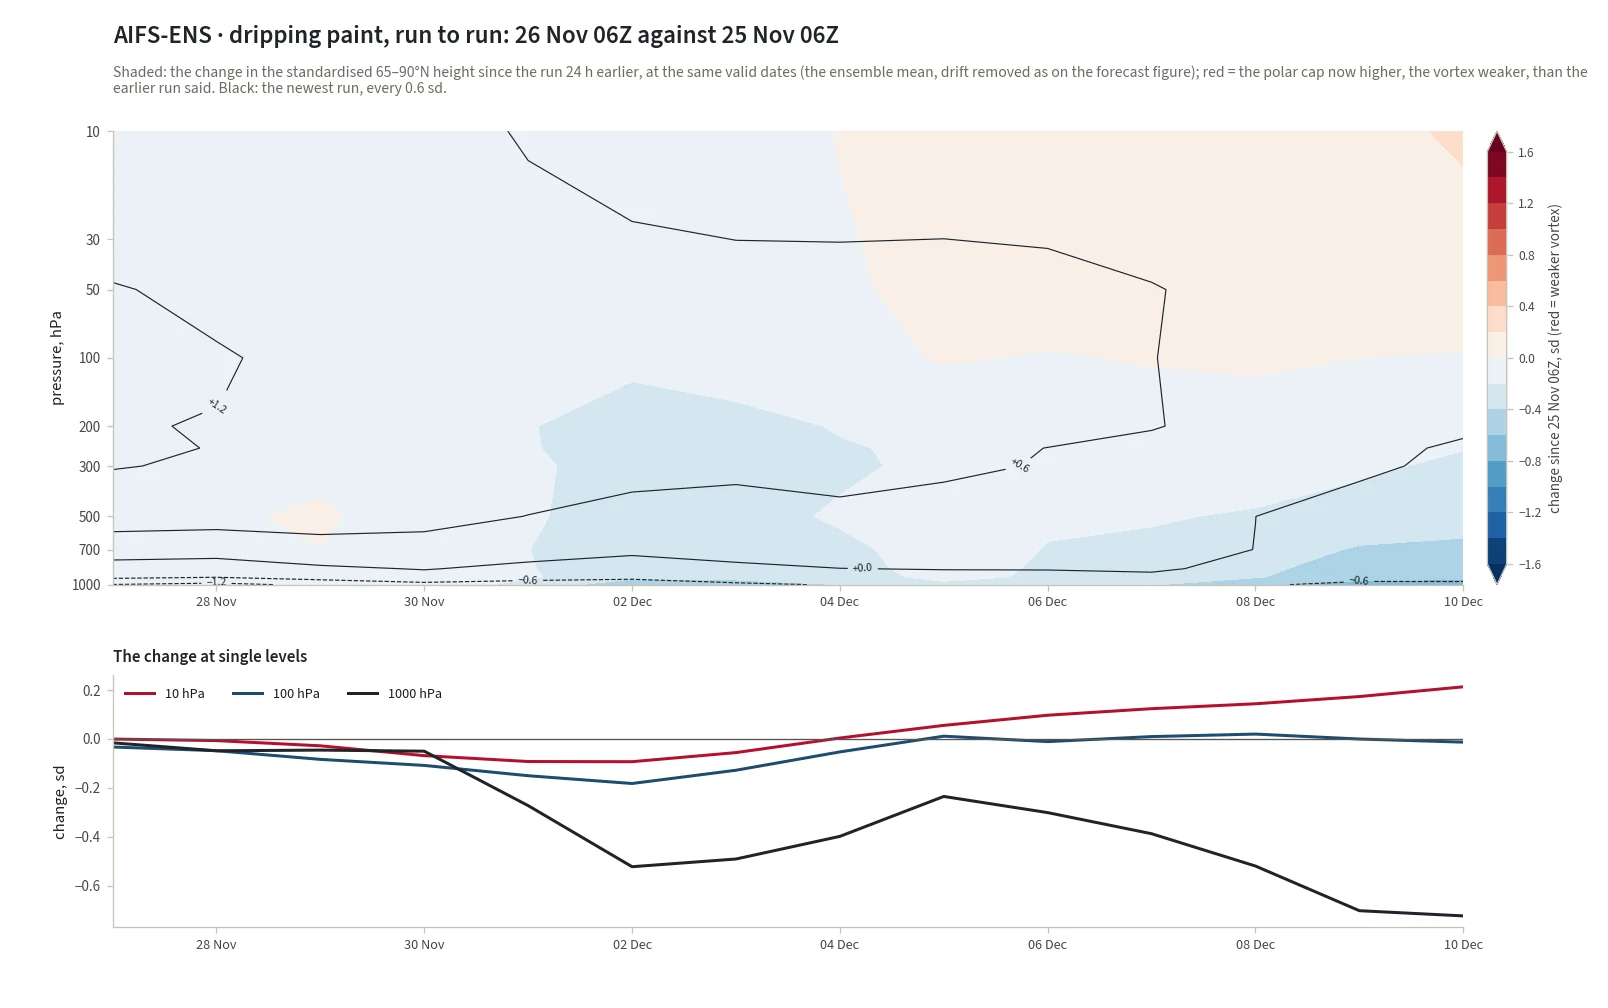 AIFS-ENS · dripping paint, run to run: 26 Nov 06Z against 25 Nov 06Z
Shaded: the change in the standardised 65–90°N height since the run 24 h earlier, at the same valid dates (the ensemble mean, drift removed as on the forecast figure); red = the polar cap now higher, the vortex weaker, than the
earlier run said. Black: the newest run, every 0.6 sd.
pressure, hPa
10
30
50
100
200
300
500
700
1000
+1.2
+0.6
+0.0
−1.2
−0.6
−0.6
28 Nov
30 Nov
02 Dec
04 Dec
06 Dec
08 Dec
10 Dec
1.6
1.2
0.8
0.4
0.0
−0.4
−0.8
−1.2
−1.6
change since 25 Nov 06Z, sd (red = weaker vortex)
The change at single levels
10 hPa
100 hPa
1000 hPa
change, sd
0.2
0.0
−0.2
−0.4
−0.6
28 Nov
30 Nov
02 Dec
04 Dec
06 Dec
08 Dec
10 Dec